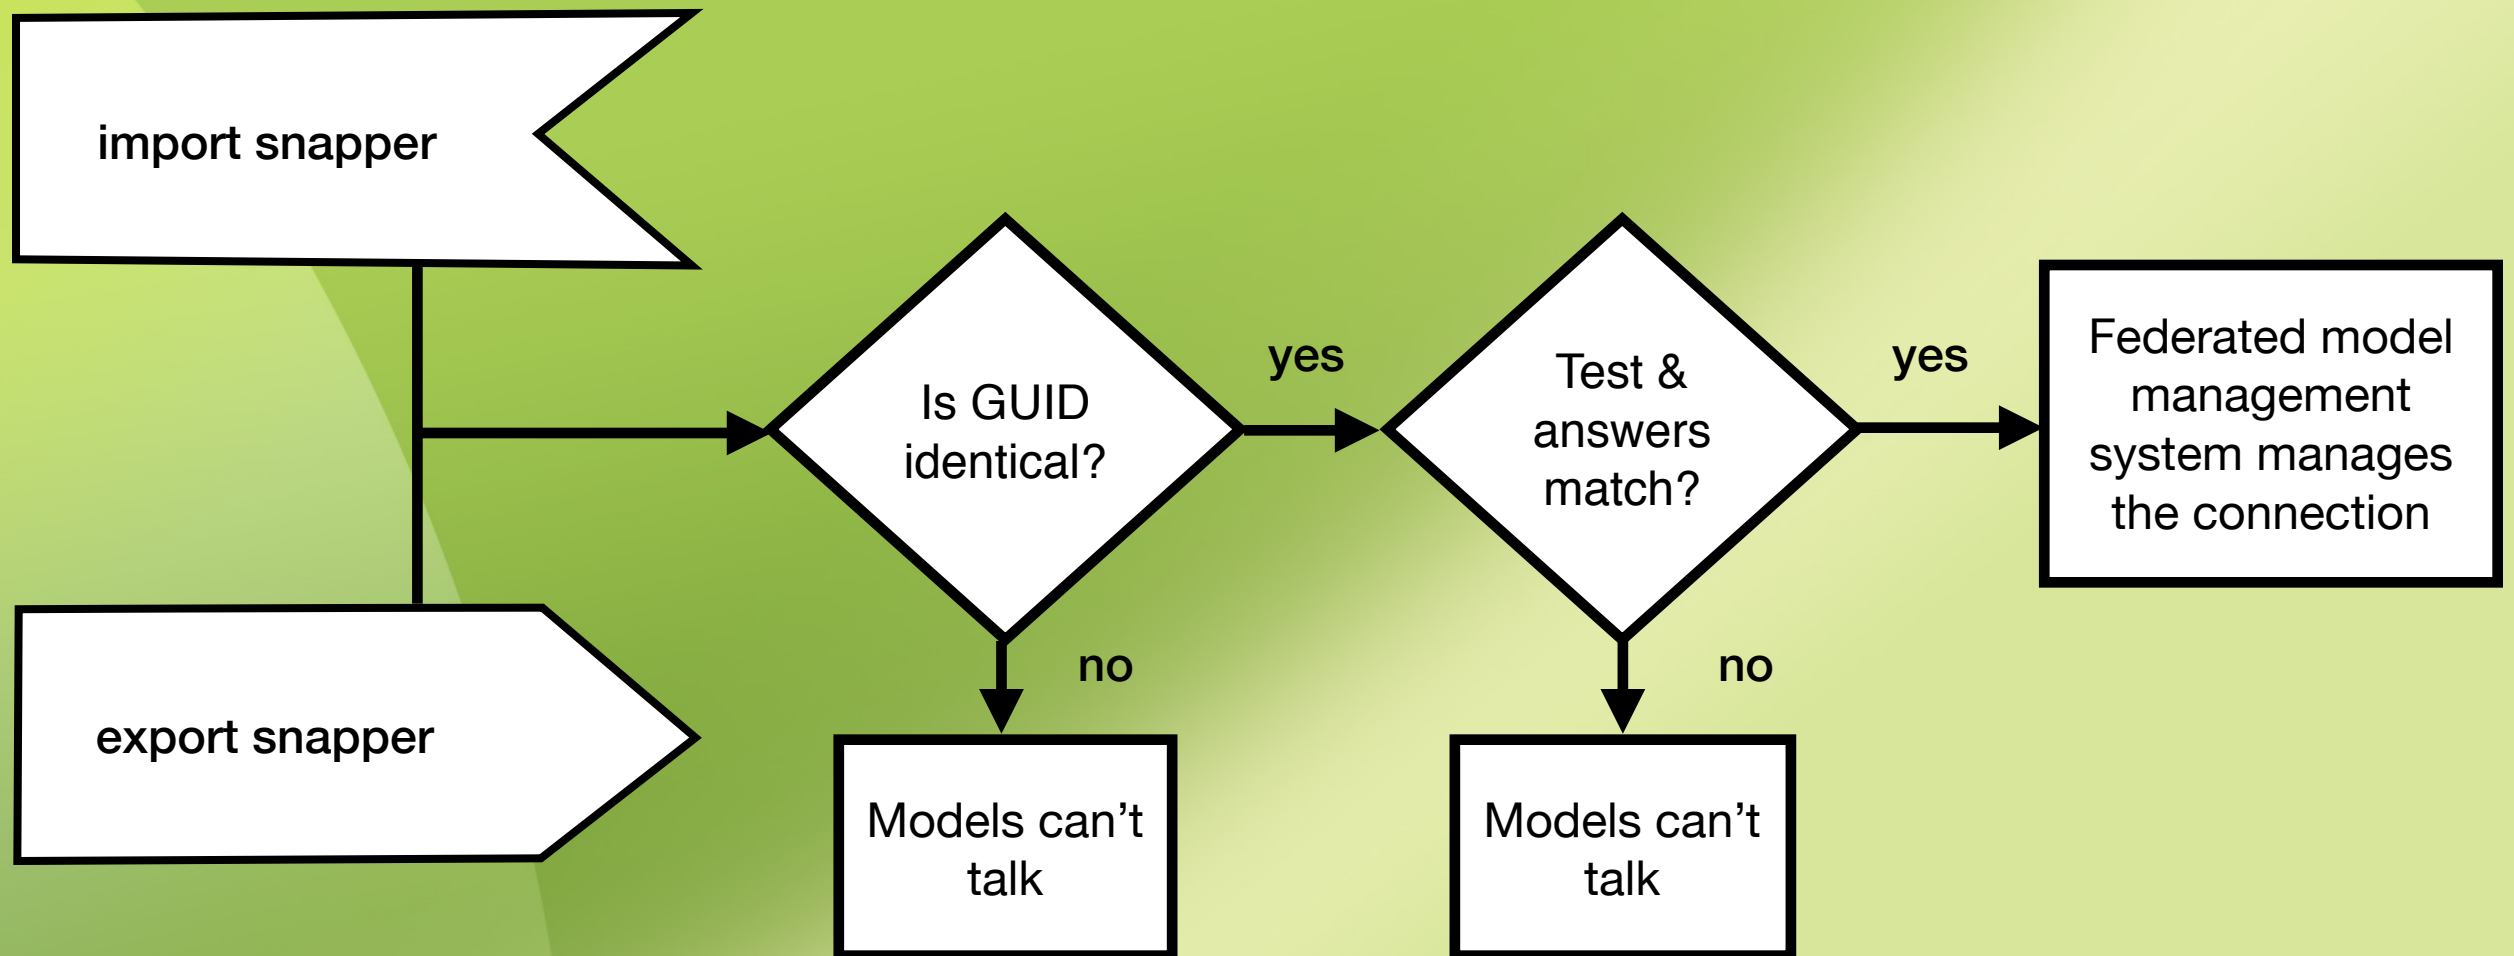 import snapper
export snapper
Is GUID
identical?
yes
no
Models can’t
talk
Test &
answers
match?
yes
no
Models can’t
talk
Federated model
management
system manages
the connection